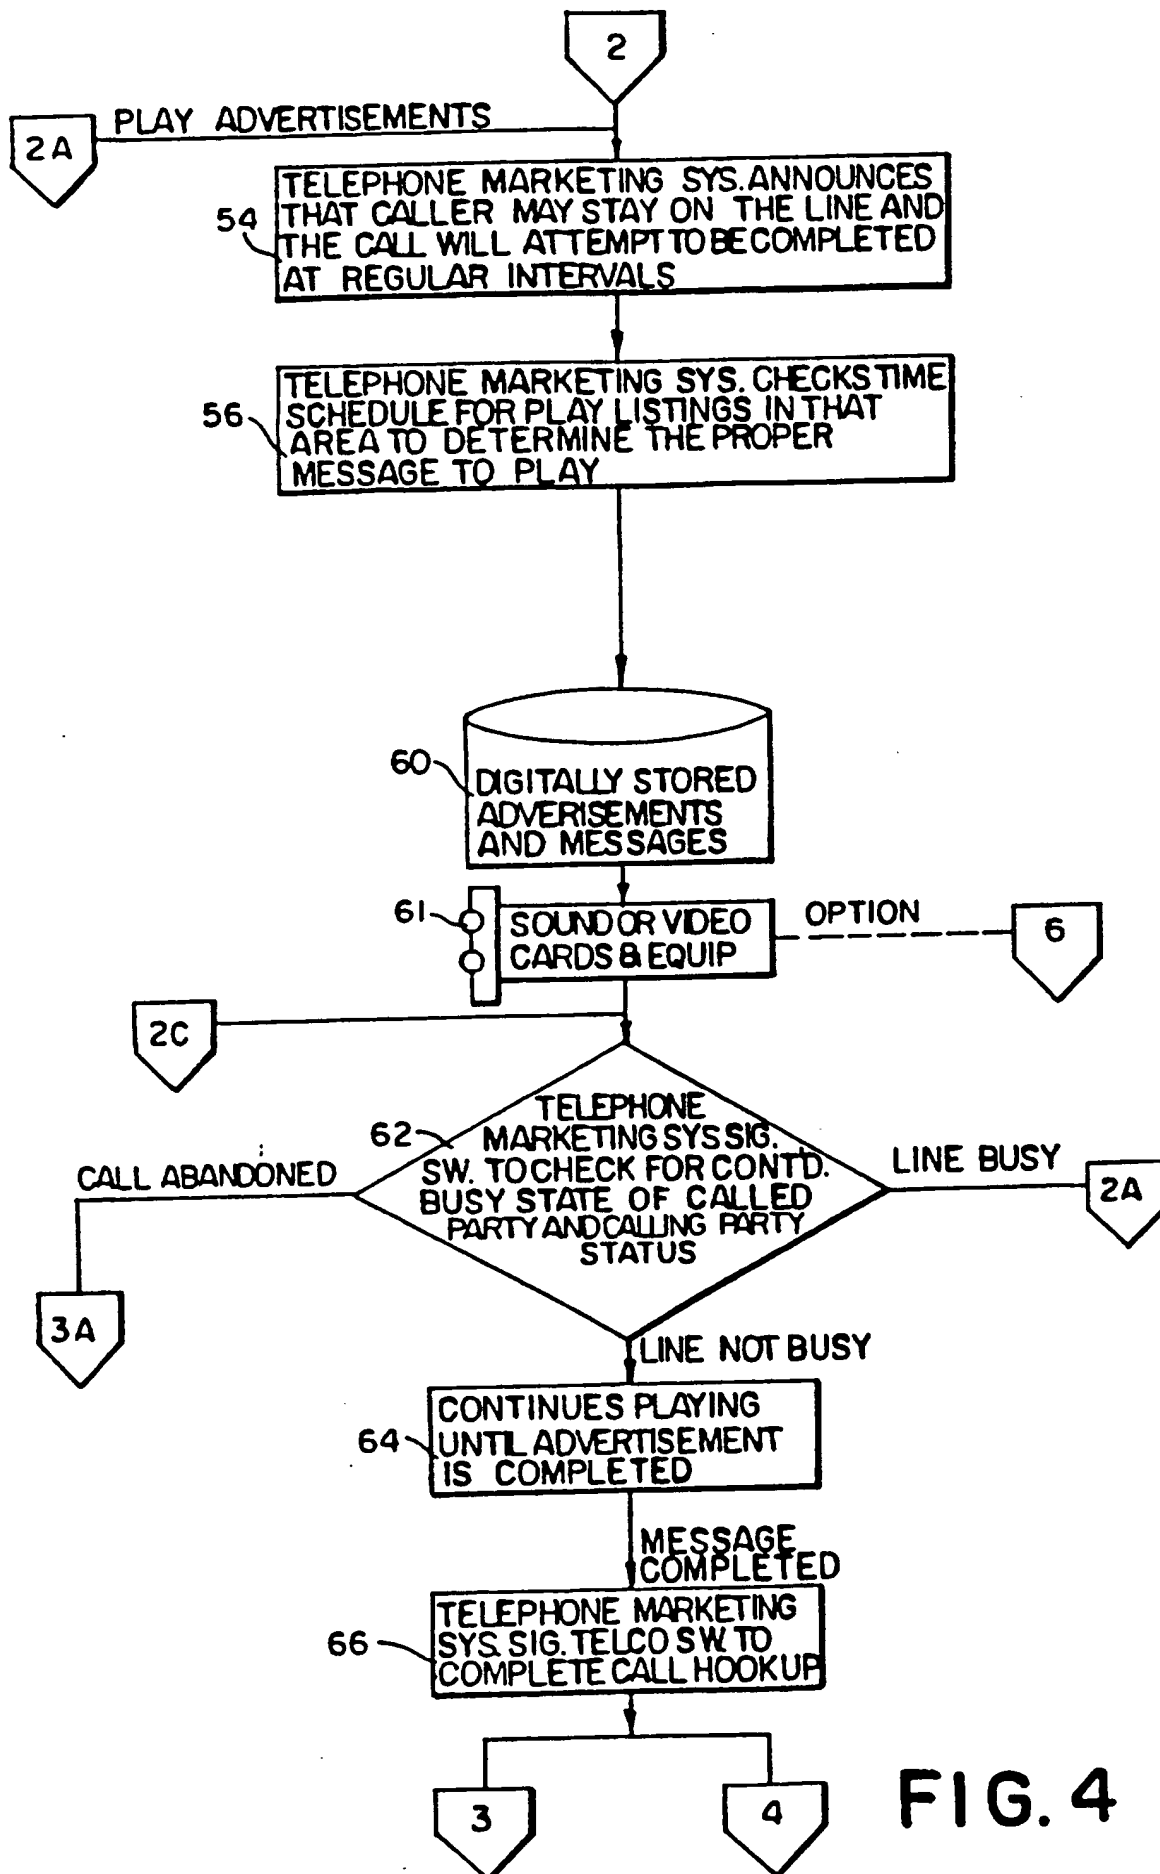 2
2A
PLAY ADVERTISEMENTS
54
TELEPHONE MARKETING SYS. ANNOUNCES
THAT CALLER MAY STAY ON THE LINE AND
THE CALL WILL ATTEMPT TO BE COMPLETED
AT REGULAR INTERVALS
56
TELEPHONE MARKETING SYS. CHECKS TIME
SCHEDULE FOR PLAY LISTINGS IN THAT
AREA TO DETERMINE THE PROPER
MESSAGE TO PLAY
60
DIGITALLY STORED
ADVERISEMENTS
AND MESSAGES
61
SOUND OR VIDEO
CARDS & EQUIP
OPTION
6
2C
62
TELEPHONE
MARKETING SYS SIG.
SW. TO CHECK FOR CONT'D.
BUSY STATE OF CALLED
PARTY AND CALLING PARTY
STATUS
CALL ABANDONED
3A
LINE BUSY
2A
LINE NOT BUSY
64
CONTINUES PLAYING
UNTIL ADVERTISEMENT
IS COMPLETED
MESSAGE
COMPLETED
66
TELEPHONE MARKETING
SYS. SIG. TELCO SW. TO
COMPLETE CALL HOOKUP
3
4
FIG. 4